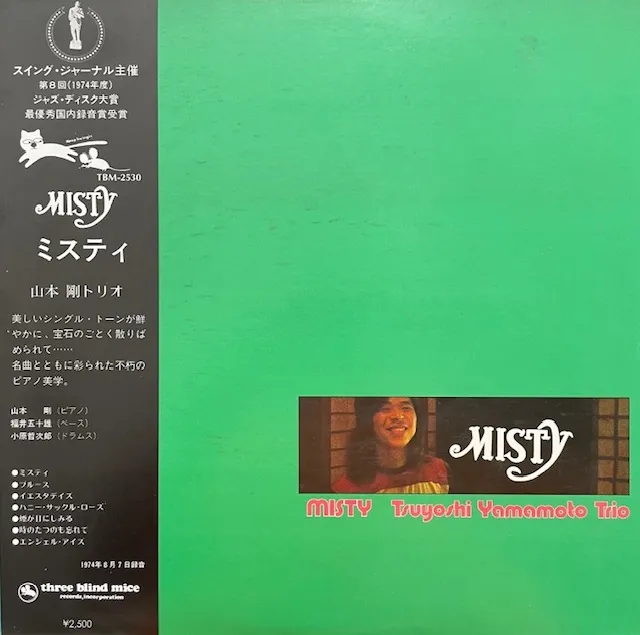 スイング・ジャーナル主催
第8回(1974年度)
ジャズ・ディスク大賞
最優秀国内録音賞受賞
TBM-2530
MISTY
ミスティ
山本 剛トリオ
美しいシングル・トーンが鮮
やかに、宝石のごとく散りば
められて……
名曲とともに彩られた不朽の
ピアノ美学。
山本 剛(ピアノ)
福井五十雄(ベース)
小原哲次郎(ドラムス)
●ミスティ
●ブルース
●イエスタデイズ
●ハニー・サックル・ローズ
●煙が目にしみる
●時のたつのも忘れて
●エンジェル・アイス
1974年8月7日録音
three blind mice
records, incorporation
¥2,500
MISTY
MISTY Tsuyoshi Yamamoto Trio